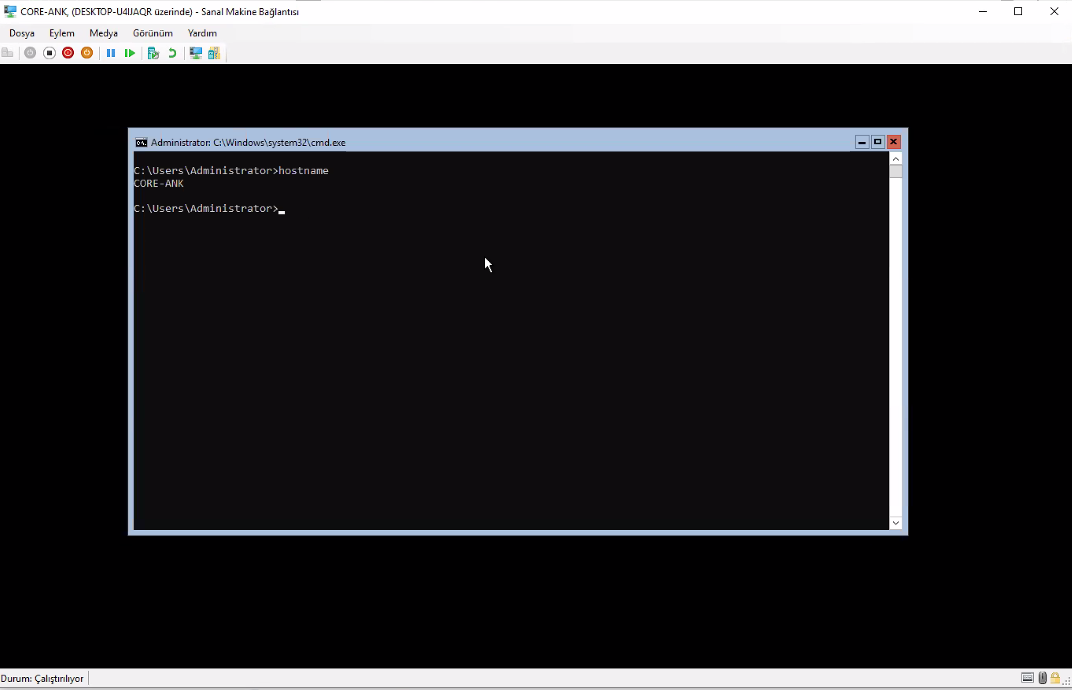 CORE-ANK, (DESKTOP-U4IJAQR üzerinde) - Sanal Makine Bağlantısı
Dosya Eylem Medya Görünüm Yardım
Administrator: C:\Windows\system32\cmd.exe
C:\Users\Administrator>hostname
CORE-ANK
C:\Users\Administrator>
Durum: Çalıştırılıyor